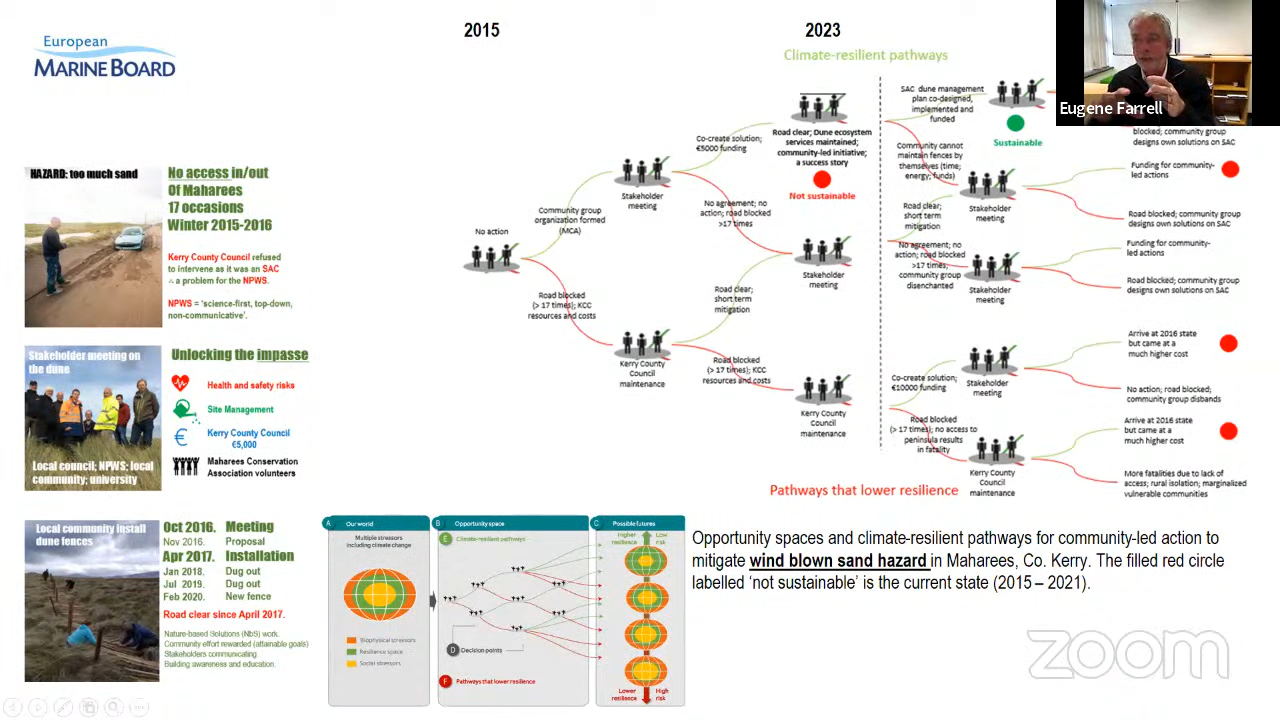 European
MARINE BOARD
2015
2023
Climate-resilient pathways
Eugene Farrell
HAZARD: too much sand
No access in/out
Of Maharees
17 occasions
Winter 2015-2016
Kerry County Council refused
to intervene as it was an SAC
∴ a problem for the NPWS.
NPWS = 'science-first, top-down,
non-communicative'.
Stakeholder meeting on
the dune
Local council; NPWS; local
community; university
Unlocking the impasse
Health and safety risks
Site Management
Kerry County Council
€5,000
Maharees Conservation
Association volunteers
Local community install
dune fences
Oct 2016. Meeting
Nov 2016. Proposal
Apr 2017. Installation
Jan 2018. Dug out
Jul 2019. Dug out
Feb 2020. New fence
Road clear since April 2017.
Nature-based Solutions (NbS) work.
Community effort rewarded (attainable goals)
Stakeholders communicating.
Building awareness and education.
No action
Community group
organization formed
(MCA)
Road blocked
(> 17 times); KCC
resources and costs
Stakeholder
meeting
Kerry County
Council
maintenance
Co-create solution;
€5000 funding
No agreement; no
action; road blocked
>17 times
Road clear;
short term
mitigation
Road blocked
(> 17 times); KCC
resources and costs
Road clear; Dune ecosystem
services maintained;
community-led initiative;
a success story
Not sustainable
Stakeholder
meeting
Kerry County
Council
maintenance
SAC dune management
plan co-designed,
implemented and
funded
Sustainable
Community cannot
maintain fences by
themselves (time;
energy; funds)
Stakeholder
meeting
Road clear;
short term
mitigation
No agreement; no
action; road blocked
>17 times;
community group
disenchanted
Stakeholder
meeting
Co-create solution;
€10000 funding
Stakeholder
meeting
Road blocked
(> 17 times); no access to
peninsula results
in fatality
Kerry County
Council
maintenance
blocked; community group
designs own solutions on SAC
Funding for community-
led actions
Road blocked; community group
designs own solutions on SAC
Funding for community-
led actions
Road blocked; community group
designs own solutions on SAC
Arrive at 2016 state
but came at a
much higher cost
No action; road blocked;
community group disbands
Arrive at 2016 state
but came at a
much higher cost
More fatalities due to lack of
access; rural isolation; marginalized
vulnerable communities
Pathways that lower resilience
A Our world
Multiple stressors
including climate change
Biophysical stressors
Resilience space
Social stressors
B Opportunity space
E Climate-resilient pathways
D Decision points
F Pathways that lower resilience
C Possible futures
Higher resilience
Low risk
Lower resilience
High risk
Opportunity spaces and climate-resilient pathways for community-led action to
mitigate wind blown sand hazard in Maharees, Co. Kerry. The filled red circle
labelled 'not sustainable' is the current state (2015 – 2021).
zoom